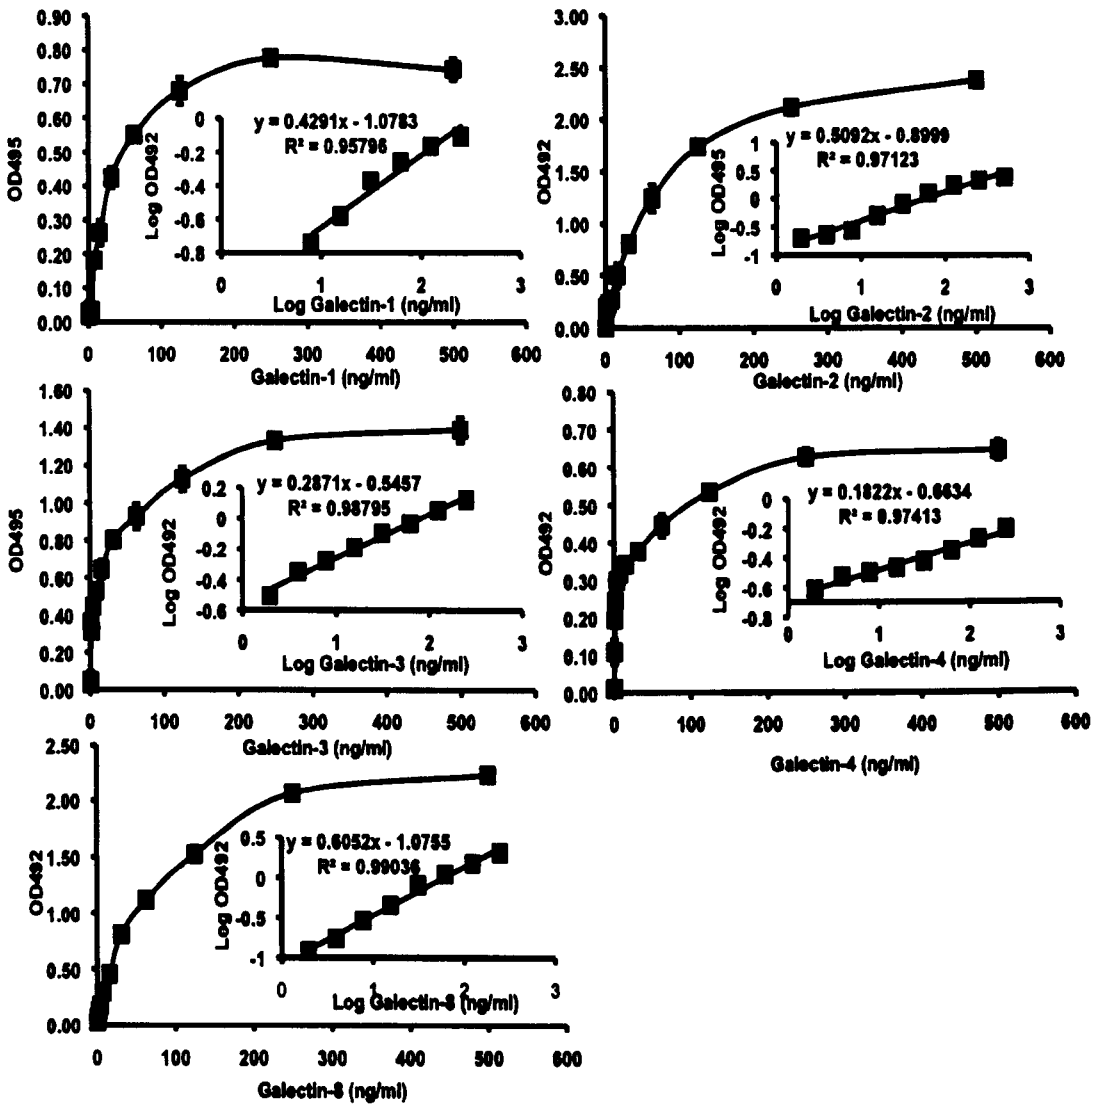 0.90
0.80
0.70
0.60
0.50
0.40
0.30
0.20
0.10
0.00
OD495
0 100 200 300 400 500 600
Galectin-1 (ng/ml)
y = 0.4291x - 1.0783
R² = 0.95796
0
-0.2
-0.4
-0.6
-0.8
Log OD492
0 1 2 3
Log Galectin-1 (ng/ml)
3.00
2.50
2.00
1.50
1.00
0.50
0.00
OD492
0 100 200 300 400 500 600
Galectin-2 (ng/ml)
y = 0.5092x - 0.8999
R² = 0.97123
1
0.5
0
-0.5
-1
Log OD495
0 1 2 3
Log Galectin-2 (ng/ml)
1.60
1.40
1.20
1.00
0.80
0.60
0.40
0.20
0.00
OD495
0 100 200 300 400 500 600
Galectin-3 (ng/ml)
y = 0.2871x - 0.5457
R² = 0.98795
0.2
0
-0.2
-0.4
-0.6
Log OD492
0 1 2 3
Log Galectin-3 (ng/ml)
0.80
0.70
0.60
0.50
0.40
0.30
0.20
0.10
0.00
OD492
0 100 200 300 400 500 600
Galectin-4 (ng/ml)
y = 0.1822x - 0.6634
R² = 0.97413
0
-0.2
-0.4
-0.6
-0.8
Log OD492
0 1 2 3
Log Galectin-4 (ng/ml)
2.50
2.00
1.50
1.00
0.50
0.00
OD492
0 100 200 300 400 500 600
Galectin-8 (ng/ml)
y = 0.6052x - 1.0755
R² = 0.99036
0.5
0
-0.5
-1
Log OD492
0 1 2 3
Log Galectin-8 (ng/ml)